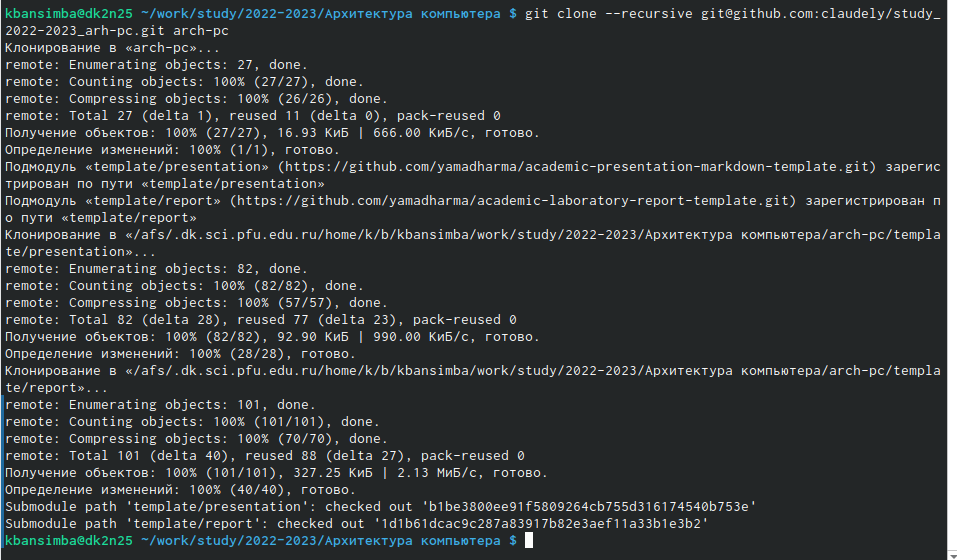 kbansimba@dk2n25 ~/work/study/2022-2023/Архитектура компьютера $ git clone --recursive git@github.com:claudely/study_
2022-2023_arh-pc.git arch-pc
Клонирование в «arch-pc»...
remote: Enumerating objects: 27, done.
remote: Counting objects: 100% (27/27), done.
remote: Compressing objects: 100% (26/26), done.
remote: Total 27 (delta 1), reused 11 (delta 0), pack-reused 0
Получение объектов: 100% (27/27), 16.93 КиБ | 666.00 КиБ/с, готово.
Определение изменений: 100% (1/1), готово.
Подмодуль «template/presentation» (https://github.com/yamadharma/academic-presentation-markdown-template.git) зарегис
трирован по пути «template/presentation»
Подмодуль «template/report» (https://github.com/yamadharma/academic-laboratory-report-template.git) зарегистрирован п
о пути «template/report»
Клонирование в «/afs/.dk.sci.pfu.edu.ru/home/k/b/kbansimba/work/study/2022-2023/Архитектура компьютера/arch-pc/templa
te/presentation»...
remote: Enumerating objects: 82, done.
remote: Counting objects: 100% (82/82), done.
remote: Compressing objects: 100% (57/57), done.
remote: Total 82 (delta 28), reused 77 (delta 23), pack-reused 0
Получение объектов: 100% (82/82), 92.90 КиБ | 990.00 КиБ/с, готово.
Определение изменений: 100% (28/28), готово.
Клонирование в «/afs/.dk.sci.pfu.edu.ru/home/k/b/kbansimba/work/study/2022-2023/Архитектура компьютера/arch-pc/templa
te/report»...
remote: Enumerating objects: 101, done.
remote: Counting objects: 100% (101/101), done.
remote: Compressing objects: 100% (70/70), done.
remote: Total 101 (delta 40), reused 88 (delta 27), pack-reused 0
Получение объектов: 100% (101/101), 327.25 КиБ | 2.13 МиБ/с, готово.
Определение изменений: 100% (40/40), готово.
Submodule path 'template/presentation': checked out 'b1be3800ee91f5809264cb755d316174540b753e'
Submodule path 'template/report': checked out '1d1b61dcac9c287a83917b82e3aef11a33b1e3b2'
kbansimba@dk2n25 ~/work/study/2022-2023/Архитектура компьютера $